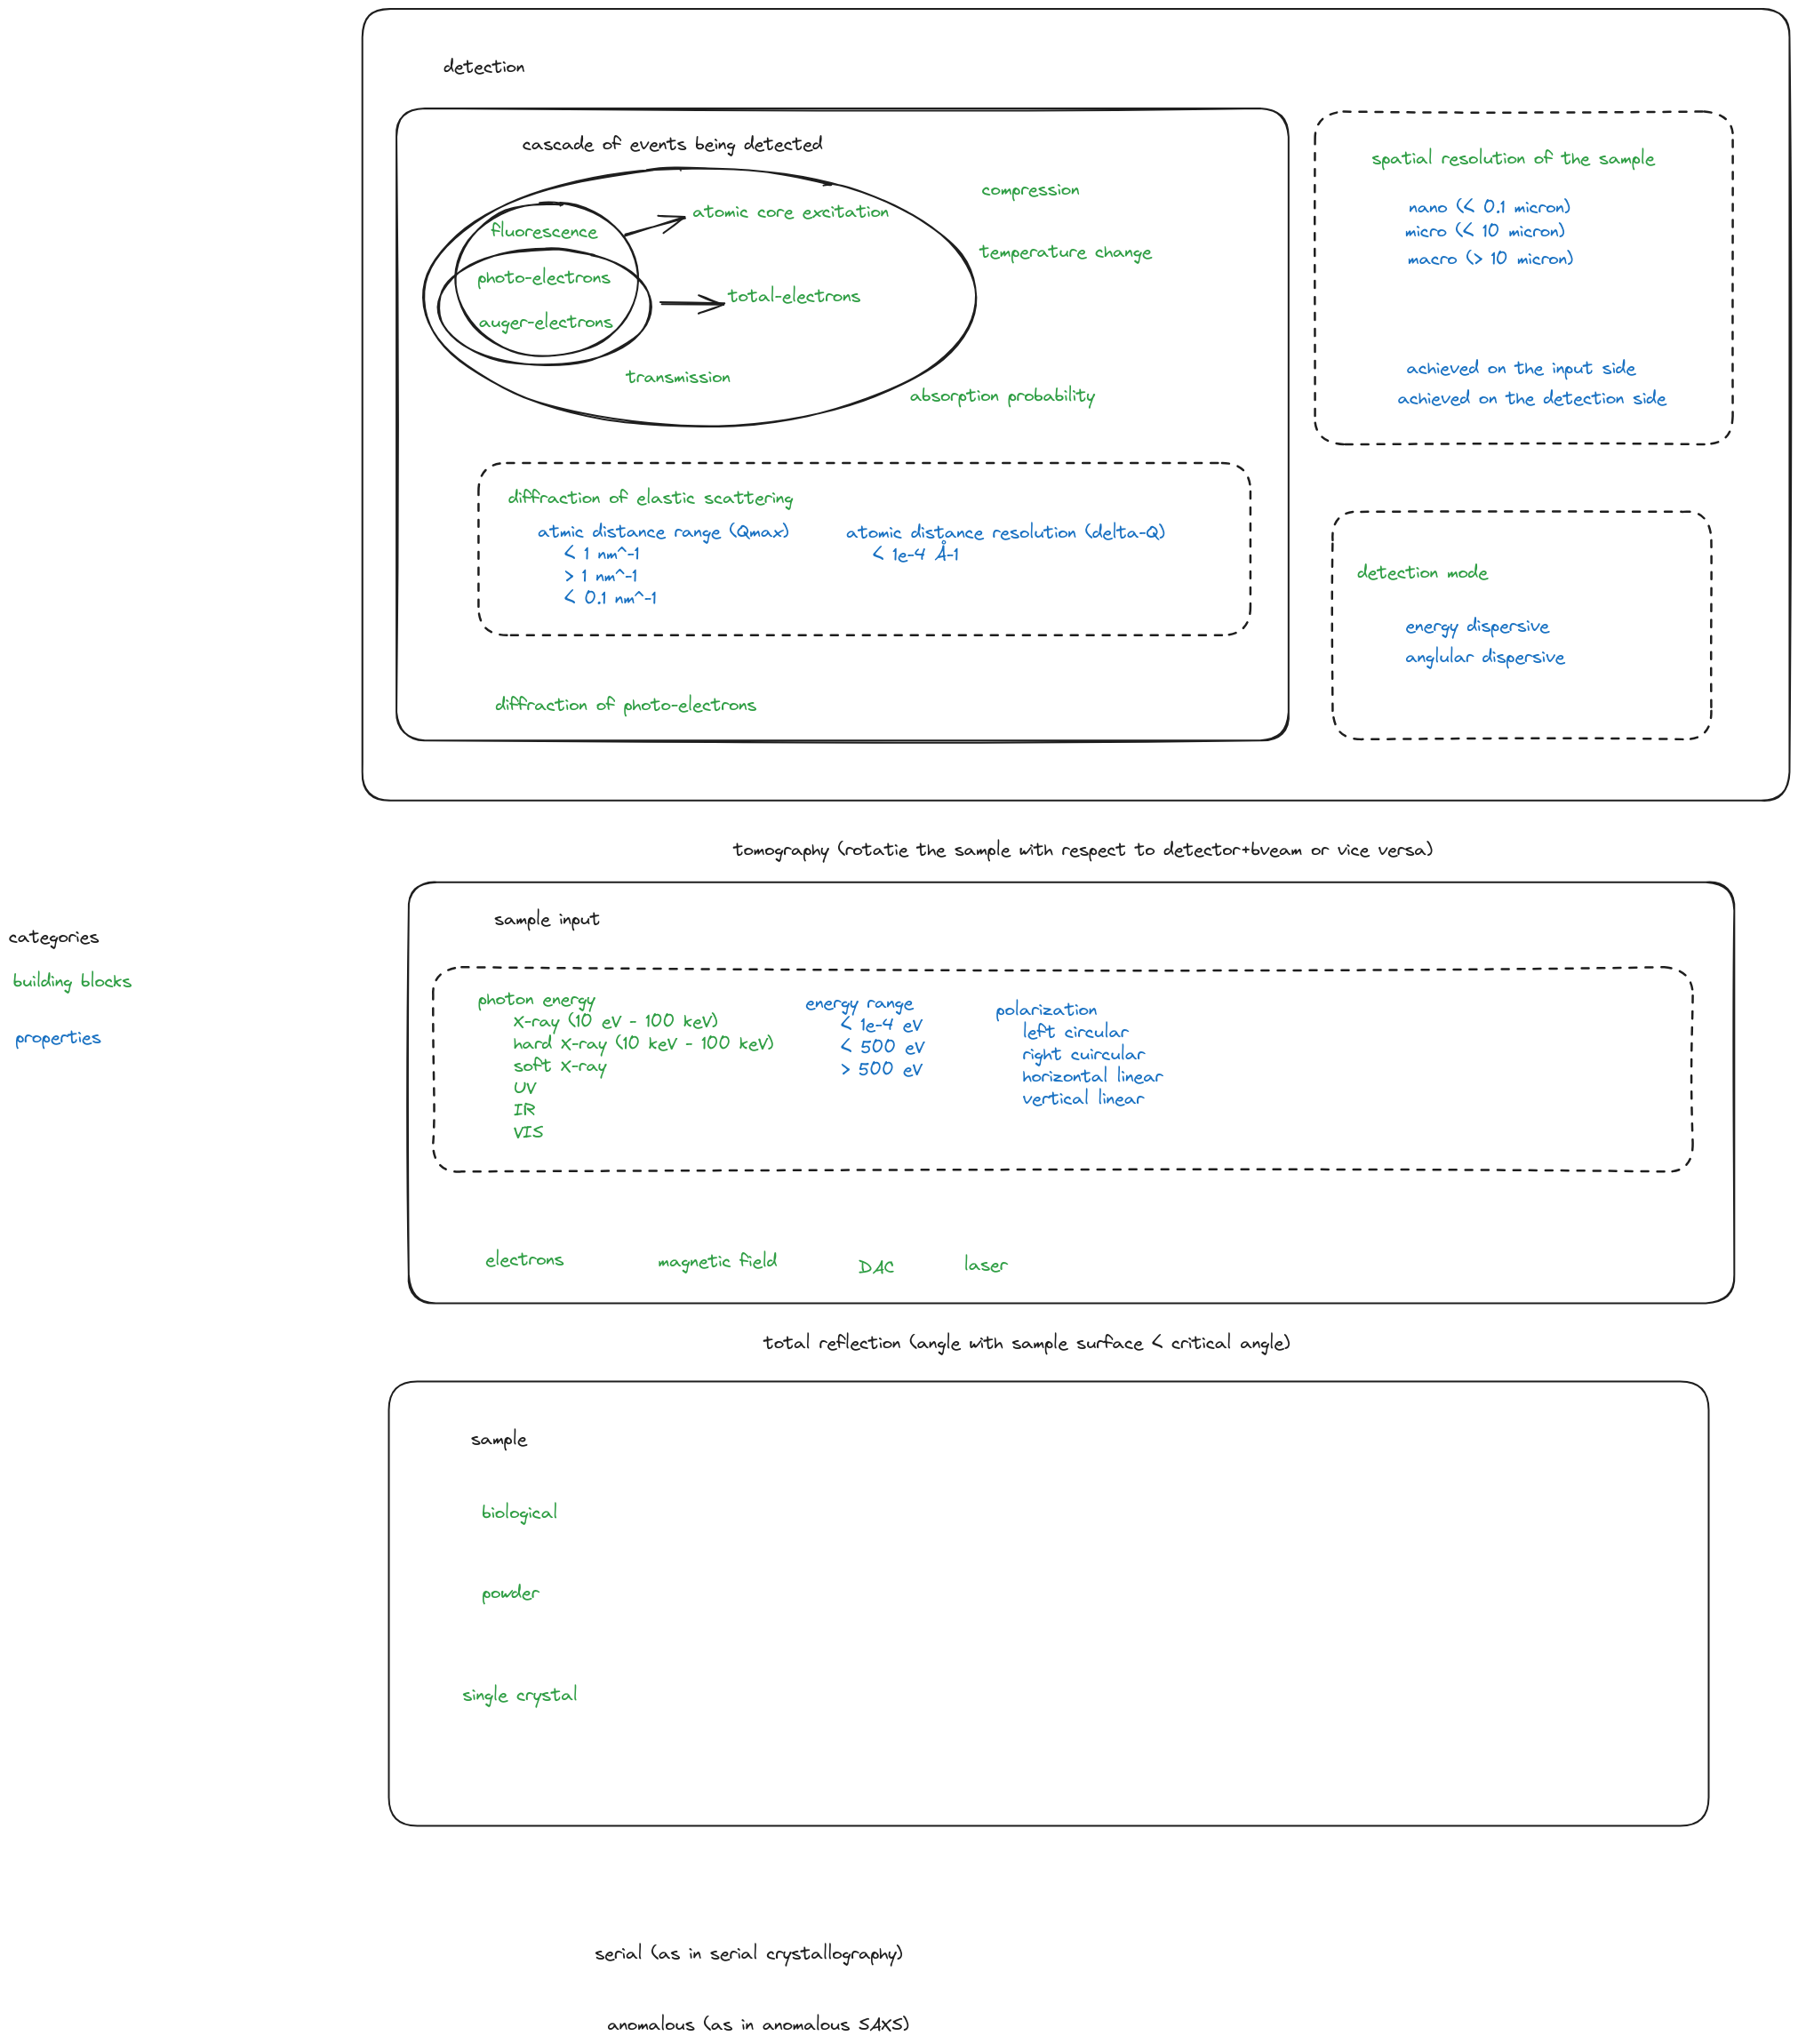 detection
cascade of events being detected
compression
fluorescence
atomic core excitation
temperature change
photo-electrons
total-electrons
auger-electrons
transmission
absorption probability
diffraction of elastic scattering
atmic distance range (Qmax)
< 1 nm^-1
> 1 nm^-1
< 0.1 nm^-1
atomic distance resolution (delta-Q)
< 1e-4 Å-1
diffraction of photo-electrons
spatial resolution of the sample
nano (< 0.1 micron)
micro (< 10 micron)
macro (> 10 micron)
achieved on the input side
achieved on the detection side
detection mode
energy dispersive
anglular dispersive
tomography (rotatie the sample with respect to detector+bveam or vice versa)
categories
building blocks
properties
sample input
photon energy
X-ray (10 eV - 100 keV)
hard X-ray (10 keV - 100 keV)
soft X-ray
UV
IR
VIS
energy range
< 1e-4 eV
< 500 eV
> 500 eV
polarization
left circular
right cuircular
horizontal linear
vertical linear
electrons
magnetic field
DAC
laser
total reflection (angle with sample surface < critical angle)
sample
biological
powder
single crystal
serial (as in serial crystallography)
anomalous (as in anomalous SAXS)